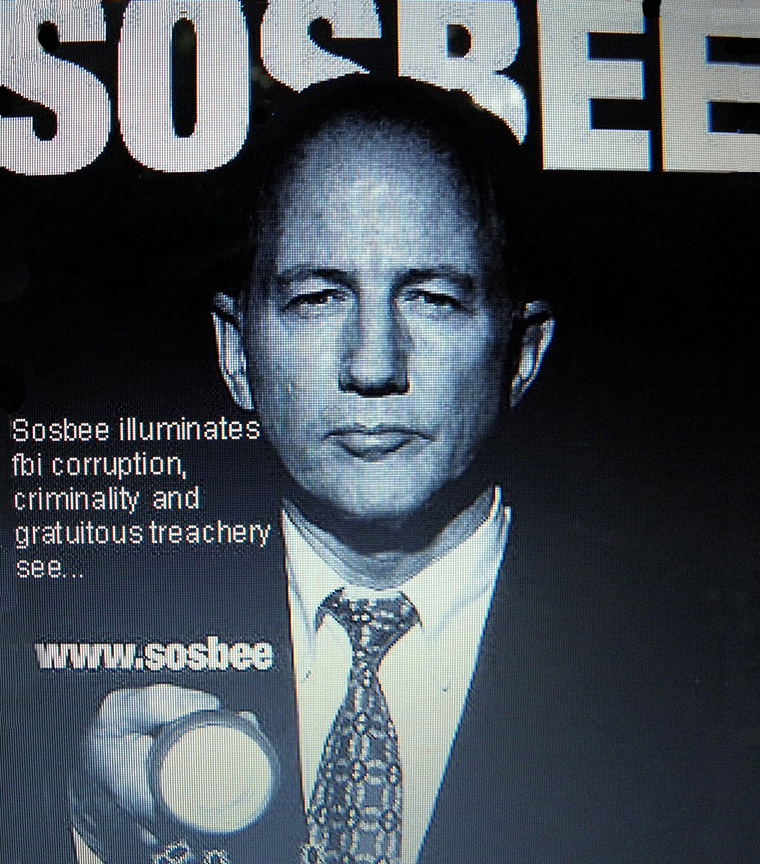 SOSBEE
Sosbee illuminates
fbi corruption,
criminality and
gratuitous treachery
see...
www.sosbee